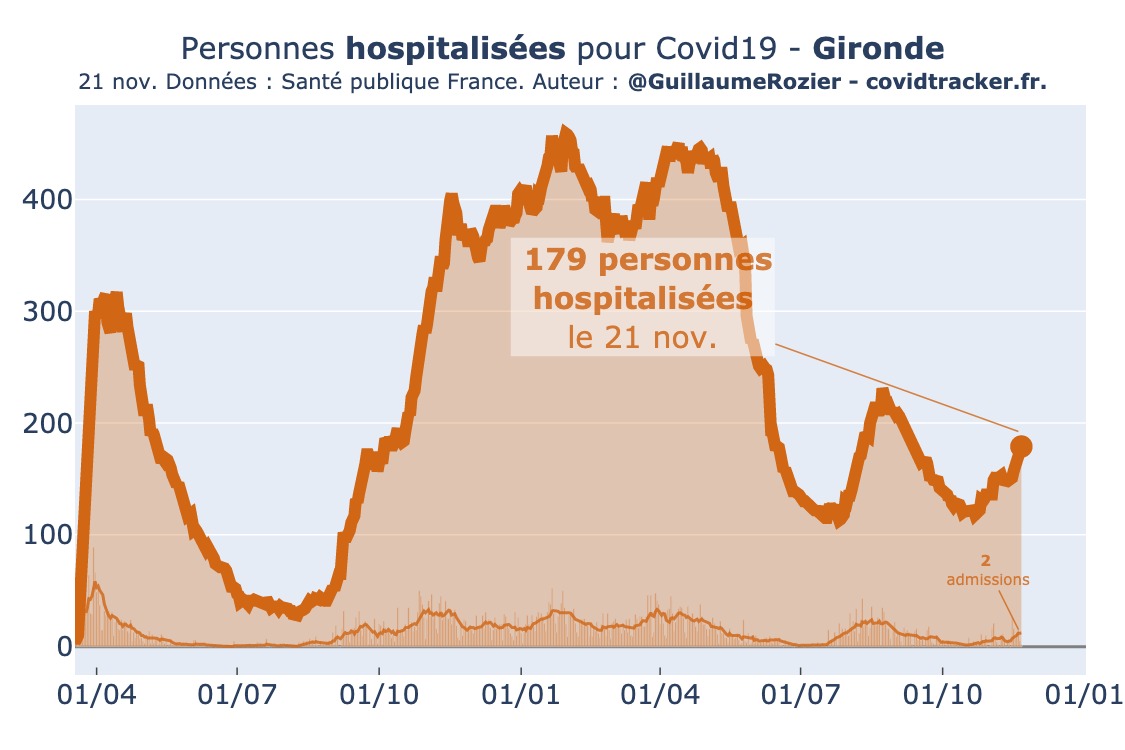 Personnes hospitalisées pour Covid19 - Gironde
21 nov. Données : Santé publique France. Auteur : @GuillaumeRozier - covidtracker.fr.
400
300
200
100
0
179 personnes
hospitalisées
le 21 nov.
2
admissions
01/04 01/07 01/10 01/01 01/04 01/07 01/10 01/01